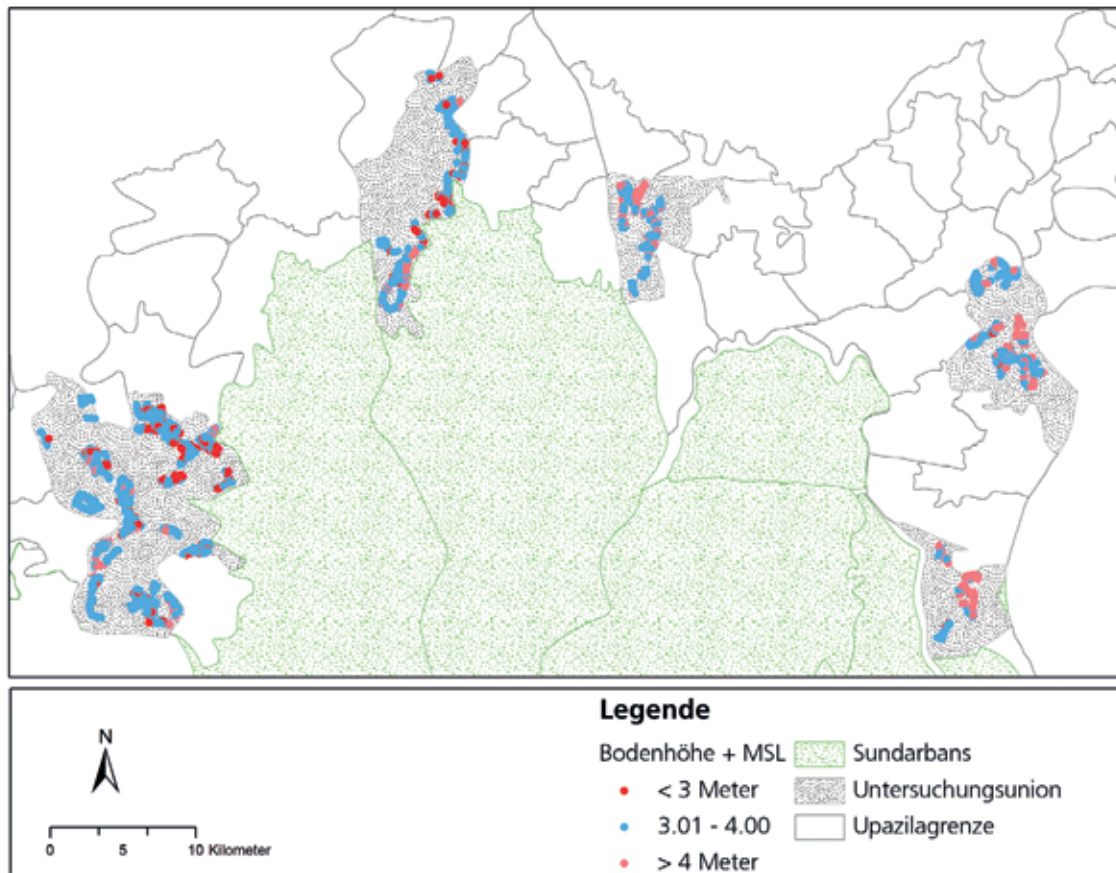 N
0 5 10 Kilometer
Legende
Bodenhöhe + MSL
< 3 Meter
3.01 - 4.00
> 4 Meter
Sundarbans
Untersuchungsunion
Upazilagrenze